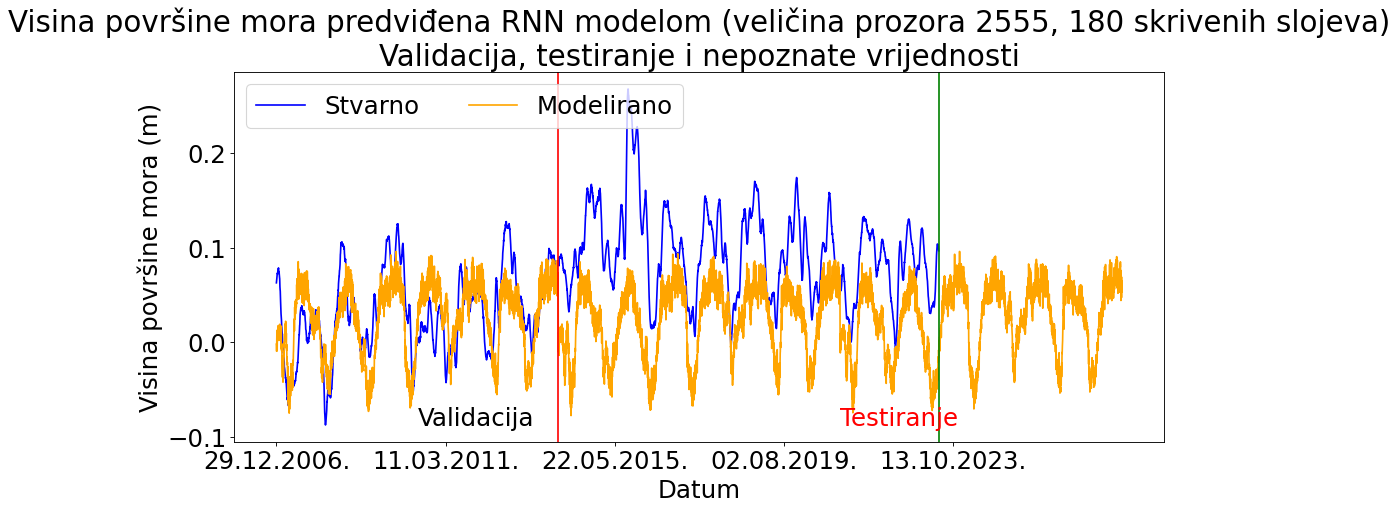 Visina površine mora predviđena RNN modelom (veličina prozora 2555, 180 skrivenih slojeva)
Validacija, testiranje i nepoznate vrijednosti
Stvarno Modelirano
Visina površine mora (m)
0.2
0.1
0.0
−0.1
Validacija Testiranje
29.12.2006. 11.03.2011. 22.05.2015. 02.08.2019. 13.10.2023.
Datum